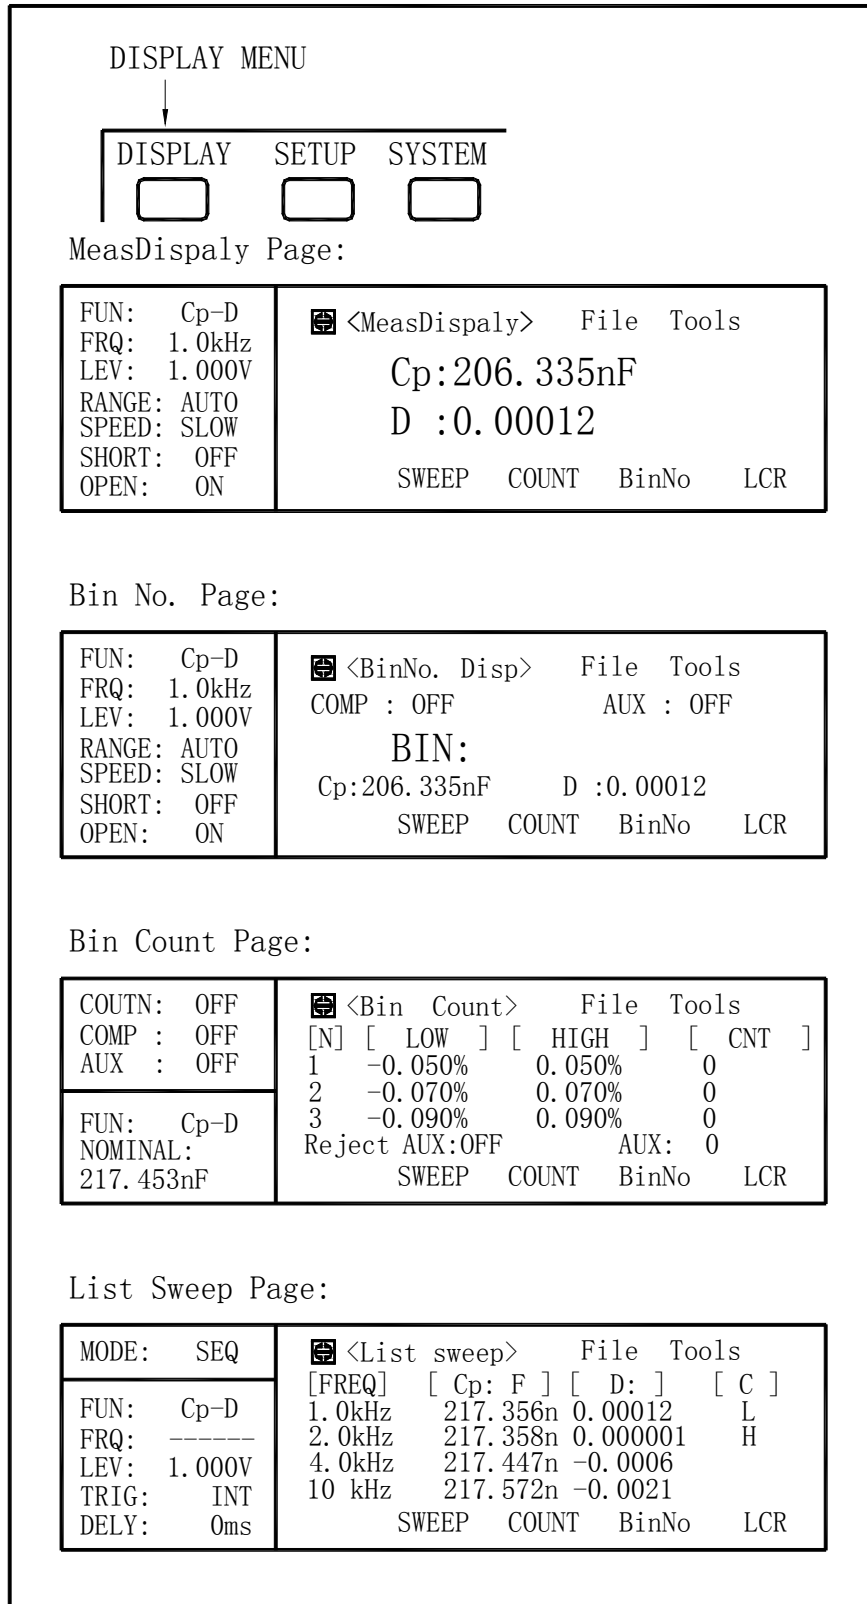 DISPLAY MENU
DISPLAY SETUP SYSTEM
MeasDispaly Page:
FUN: Cp-D
FRQ: 1.0kHz
LEV: 1.000V
RANGE: AUTO
SPEED: SLOW
SHORT: OFF
OPEN: ON
<MeasDispaly> File Tools
Cp:206.335nF
D :0.00012
SWEEP COUNT BinNo LCR
Bin No. Page:
FUN: Cp-D
FRQ: 1.0kHz
LEV: 1.000V
RANGE: AUTO
SPEED: SLOW
SHORT: OFF
OPEN: ON
<BinNo. Disp> File Tools
COMP : OFF AUX : OFF
BIN:
Cp:206.335nF D :0.00012
SWEEP COUNT BinNo LCR
Bin Count Page:
COUTN: OFF
COMP : OFF
AUX : OFF
FUN: Cp-D
NOMINAL:
217.453nF
<Bin Count> File Tools
[N] [ LOW ] [ HIGH ] [ CNT ]
1 -0.050% 0.050% 0
2 -0.070% 0.070% 0
3 -0.090% 0.090% 0
Reject AUX:OFF AUX: 0
SWEEP COUNT BinNo LCR
List Sweep Page:
MODE: SEQ
FUN: Cp-D
FRQ: ------
LEV: 1.000V
TRIG: INT
DELY: 0ms
<List sweep> File Tools
[FREQ] [ Cp: F ] [ D: ] [ C ]
1.0kHz 217.356n 0.00012 L
2.0kHz 217.358n 0.000001 H
4.0kHz 217.447n -0.0006
10 kHz 217.572n -0.0021
SWEEP COUNT BinNo LCR